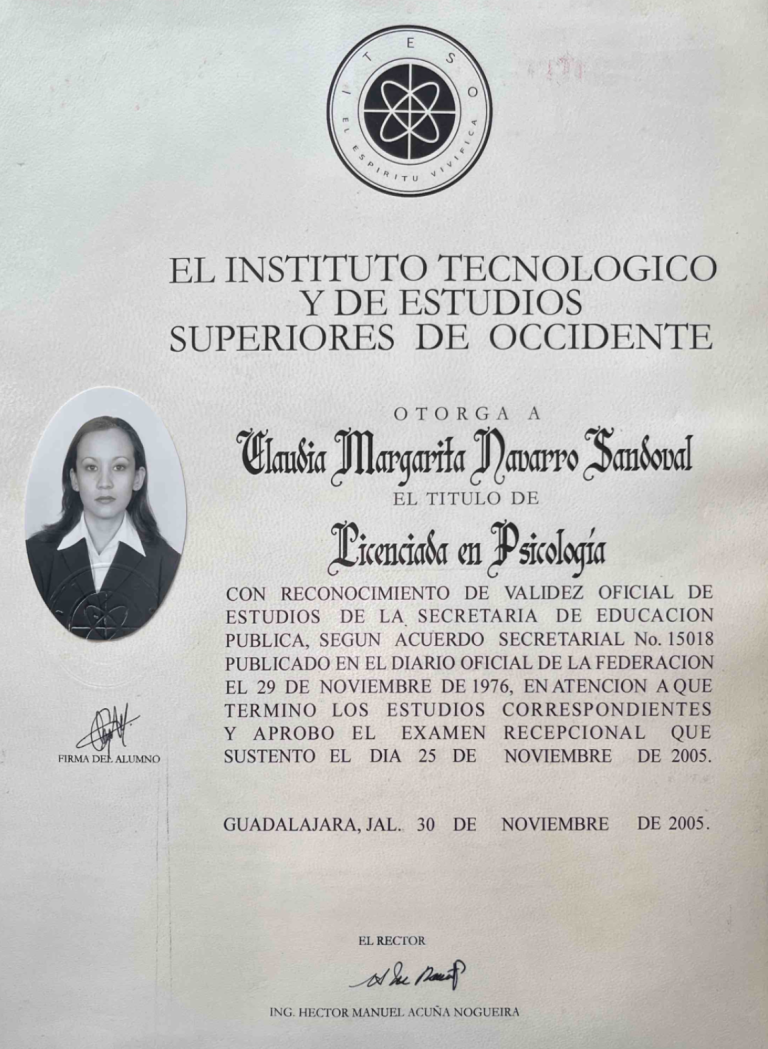 ITESO
EL ESPIRITU VIVIFICA
EL INSTITUTO TECNOLOGICO
Y DE ESTUDIOS
SUPERIORES DE OCCIDENTE
OTORGA A
Claudia Margarita Navarro Sandoval
EL TITULO DE
Licenciada en Psicología
CON RECONOCIMIENTO DE VALIDEZ OFICIAL DE
ESTUDIOS DE LA SECRETARIA DE EDUCACION
PUBLICA, SEGUN ACUERDO SECRETARIAL No. 15018
PUBLICADO EN EL DIARIO OFICIAL DE LA FEDERACION
EL 29 DE NOVIEMBRE DE 1976, EN ATENCION A QUE
TERMINO LOS ESTUDIOS CORRESPONDIENTES
Y APROBO EL EXAMEN RECEPCIONAL QUE
SUSTENTO EL DIA 25 DE NOVIEMBRE DE 2005.
FIRMA DEL ALUMNO
GUADALAJARA, JAL. 30 DE NOVIEMBRE DE 2005.
EL RECTOR
ING. HECTOR MANUEL ACUÑA NOGUEIRA